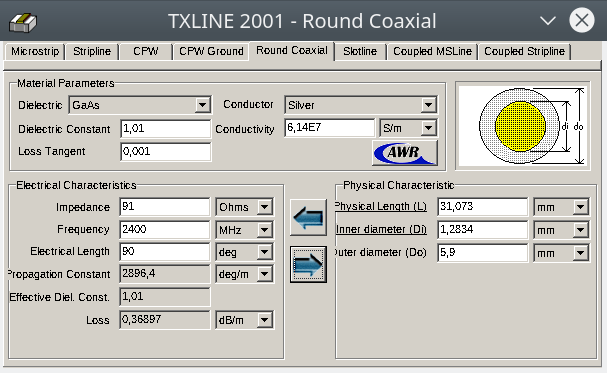 TXLINE 2001 - Round Coaxial
Microstrip Stripline CPW CPW Ground Round Coaxial Slotline Coupled MSLine Coupled Stripline
Material Parameters
Dielectric GaAs Conductor Silver
Dielectric Constant 1,01 Conductivity 6,14E7 S/m
Loss Tangent 0,001 AWR
di do
Electrical Characteristics Physical Characteristic
Impedance 91 Ohms Physical Length (L) 31,073 mm
Frequency 2400 MHz Inner diameter (Di) 1,2834 mm
Electrical Length 90 deg Outer diameter (Do) 5,9 mm
Propagation Constant 2896,4 deg/m
Effective Diel. Const. 1,01
Loss 0,36897 dB/m